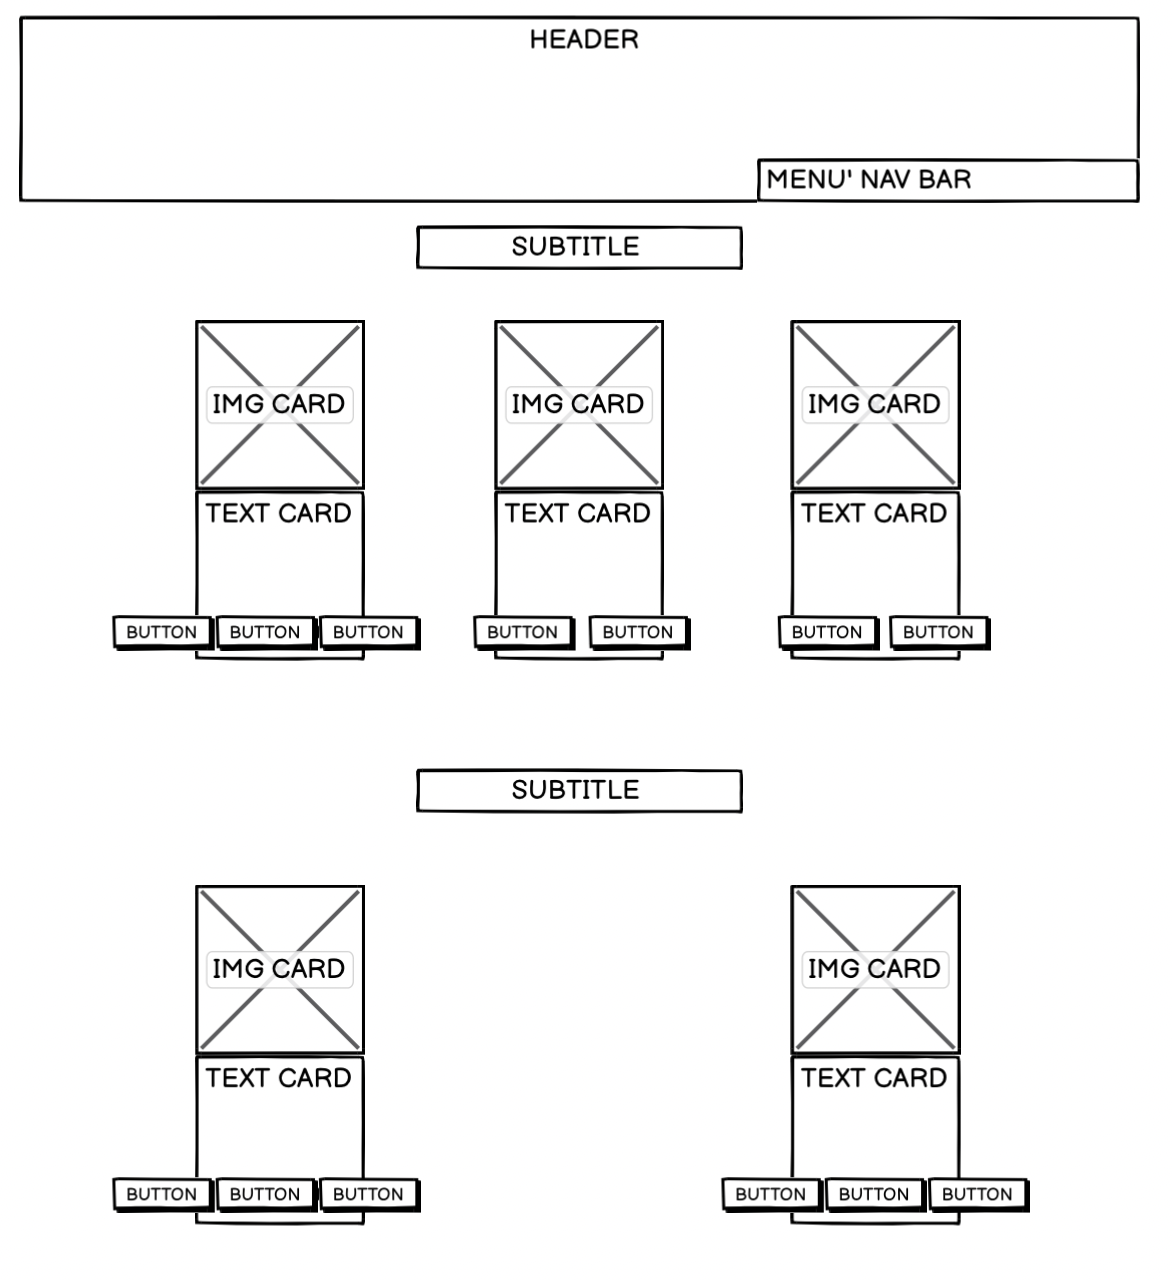 HEADER
MENU' NAV BAR
SUBTITLE
IMG CARD IMG CARD IMG CARD
TEXT CARD TEXT CARD TEXT CARD
BUTTON BUTTON BUTTON BUTTON BUTTON BUTTON BUTTON
SUBTITLE
IMG CARD IMG CARD
TEXT CARD TEXT CARD
BUTTON BUTTON BUTTON BUTTON BUTTON BUTTON